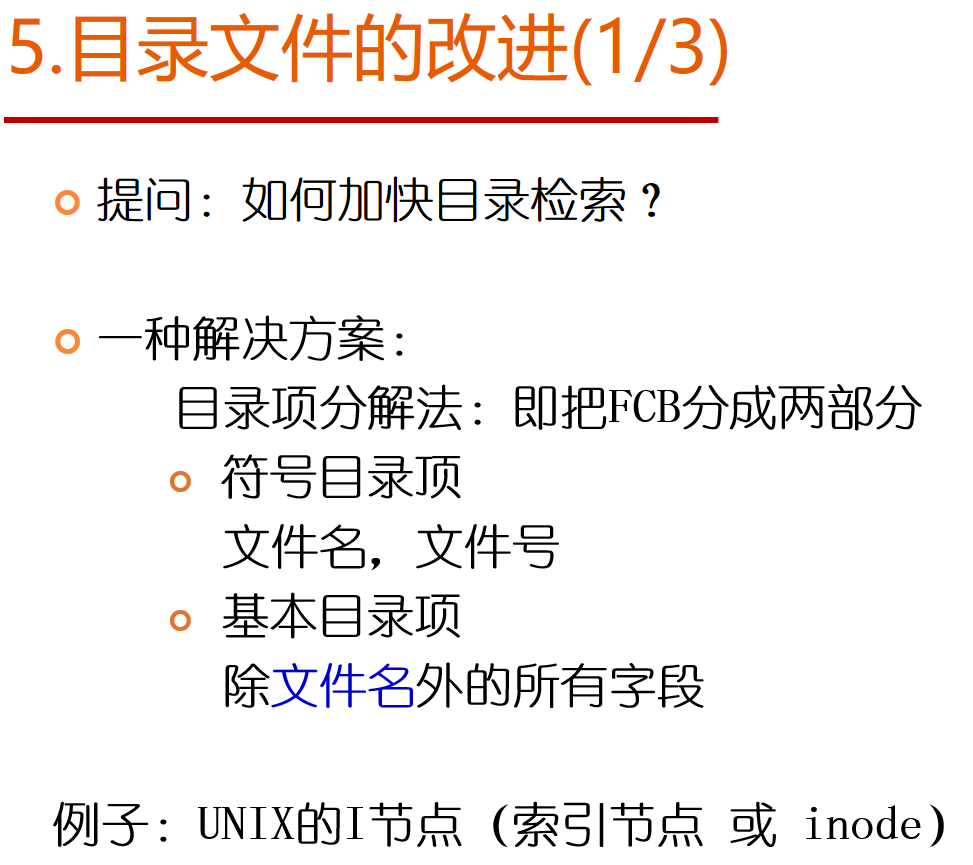 5.目录文件的改进(1/3)
提问：如何加快目录检索？
一种解决方案：
目录项分解法：即把FCB分成两部分
符号目录项
文件名，文件号
基本目录项
除文件名外的所有字段
例子：UNIX的I节点（索引节点 或 inode）